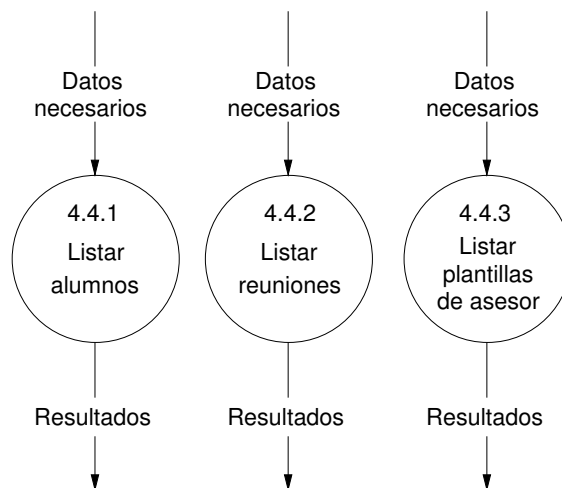 Datos
necesarios
4.4.1
Listar
alumnos
Resultados
Datos
necesarios
4.4.2
Listar
reuniones
Resultados
Datos
necesarios
4.4.3
Listar
plantillas
de asesor
Resultados